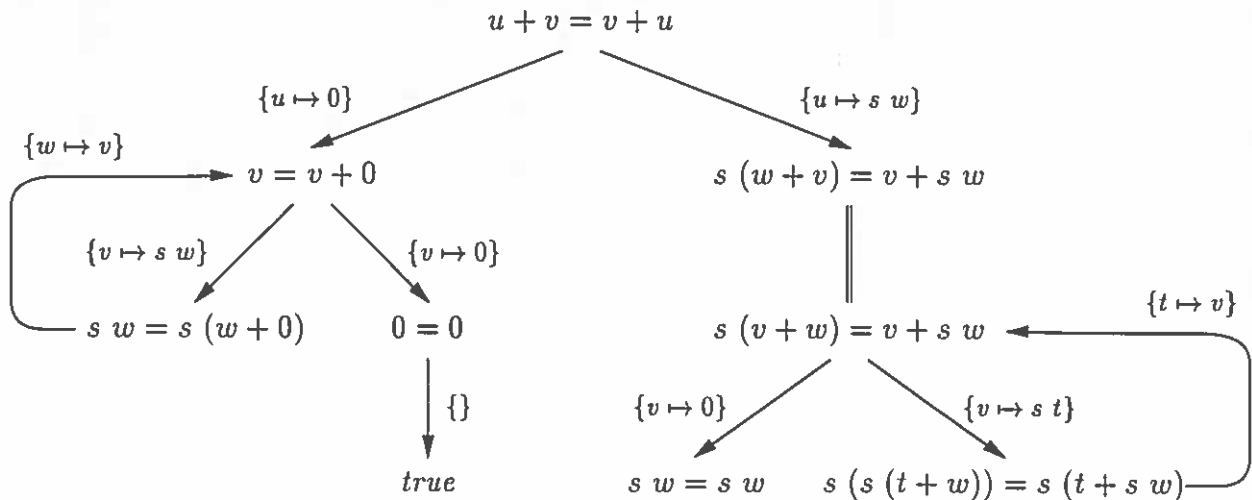 u + v = v + u
{u ↦ 0} {u ↦ s w}
{w ↦ v}
v = v + 0 s (w + v) = v + s w
{v ↦ s w} {v ↦ 0}
{t ↦ v}
s w = s (w + 0) 0 = 0 s (v + w) = v + s w
{} {v ↦ 0} {v ↦ s t}
true s w = s w s (s (t + w)) = s (t + s w)